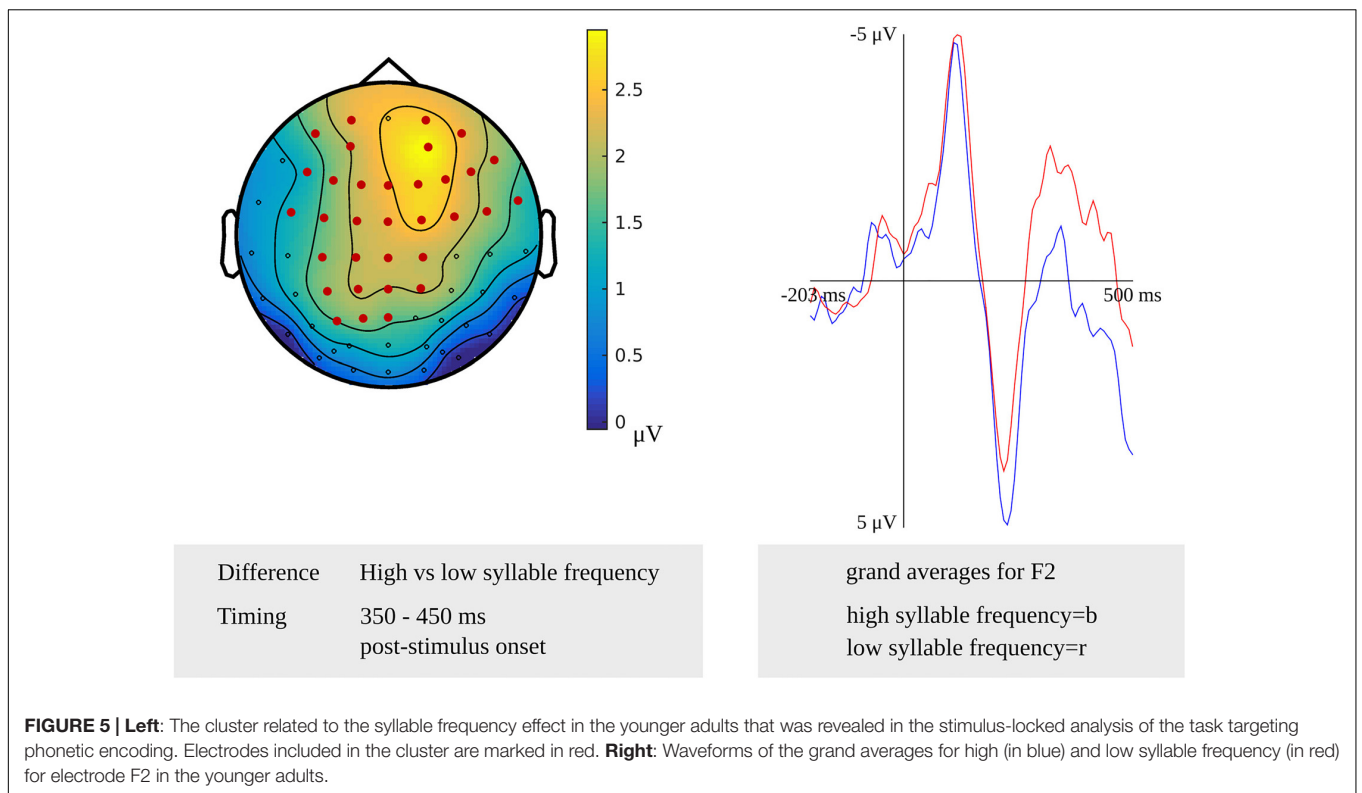 2.5
2
1.5
1
0.5
0
μV
-5 μV
-203 ms
500 ms
5 μV
Difference High vs low syllable frequency
Timing 350 - 450 ms
post-stimulus onset
grand averages for F2
high syllable frequency=b
low syllable frequency=r
FIGURE 5 | Left: The cluster related to the syllable frequency effect in the younger adults that was revealed in the stimulus-locked analysis of the task targeting
phonetic encoding. Electrodes included in the cluster are marked in red. Right: Waveforms of the grand averages for high (in blue) and low syllable frequency (in red)
for electrode F2 in the younger adults.